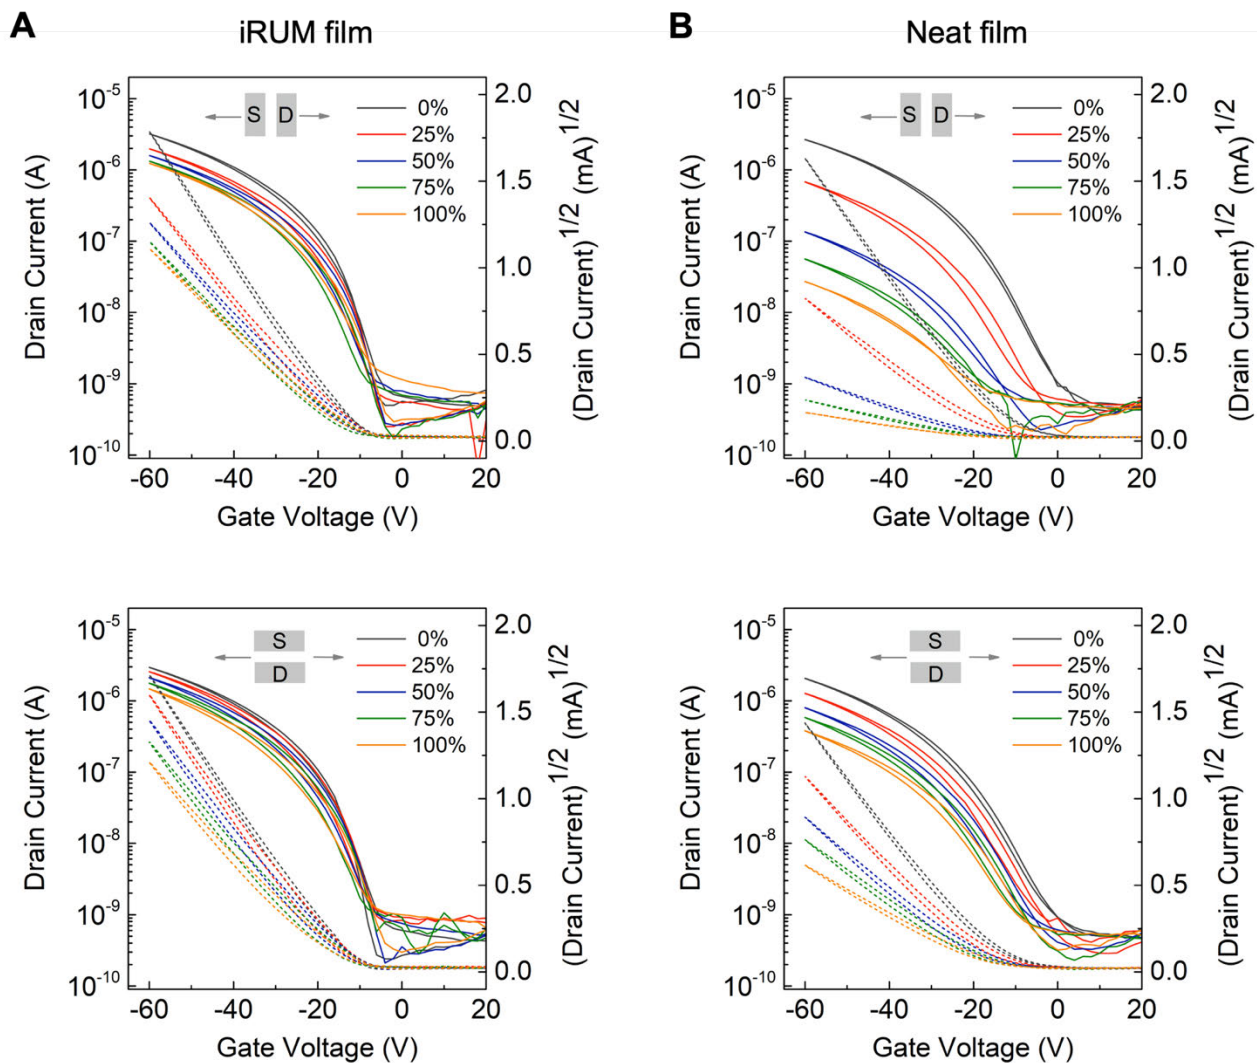 A
iRUM film
B
Neat film
10^-5
10^-6
10^-7
10^-8
10^-9
10^-10
Drain Current (A)
S D
0%
25%
50%
75%
100%
2.0
1.5
1.0
0.5
0.0
(Drain Current)^1/2 (mA)^1/2
-60 -40 -20 0 20
Gate Voltage (V)
10^-5
10^-6
10^-7
10^-8
10^-9
10^-10
Drain Current (A)
S D
0%
25%
50%
75%
100%
2.0
1.5
1.0
0.5
0.0
(Drain Current)^1/2 (mA)^1/2
-60 -40 -20 0 20
Gate Voltage (V)
10^-5
10^-6
10^-7
10^-8
10^-9
10^-10
Drain Current (A)
S
D
0%
25%
50%
75%
100%
2.0
1.5
1.0
0.5
0.0
(Drain Current)^1/2 (mA)^1/2
-60 -40 -20 0 20
Gate Voltage (V)
10^-5
10^-6
10^-7
10^-8
10^-9
10^-10
Drain Current (A)
S
D
0%
25%
50%
75%
100%
2.0
1.5
1.0
0.5
0.0
(Drain Current)^1/2 (mA)^1/2
-60 -40 -20 0 20
Gate Voltage (V)